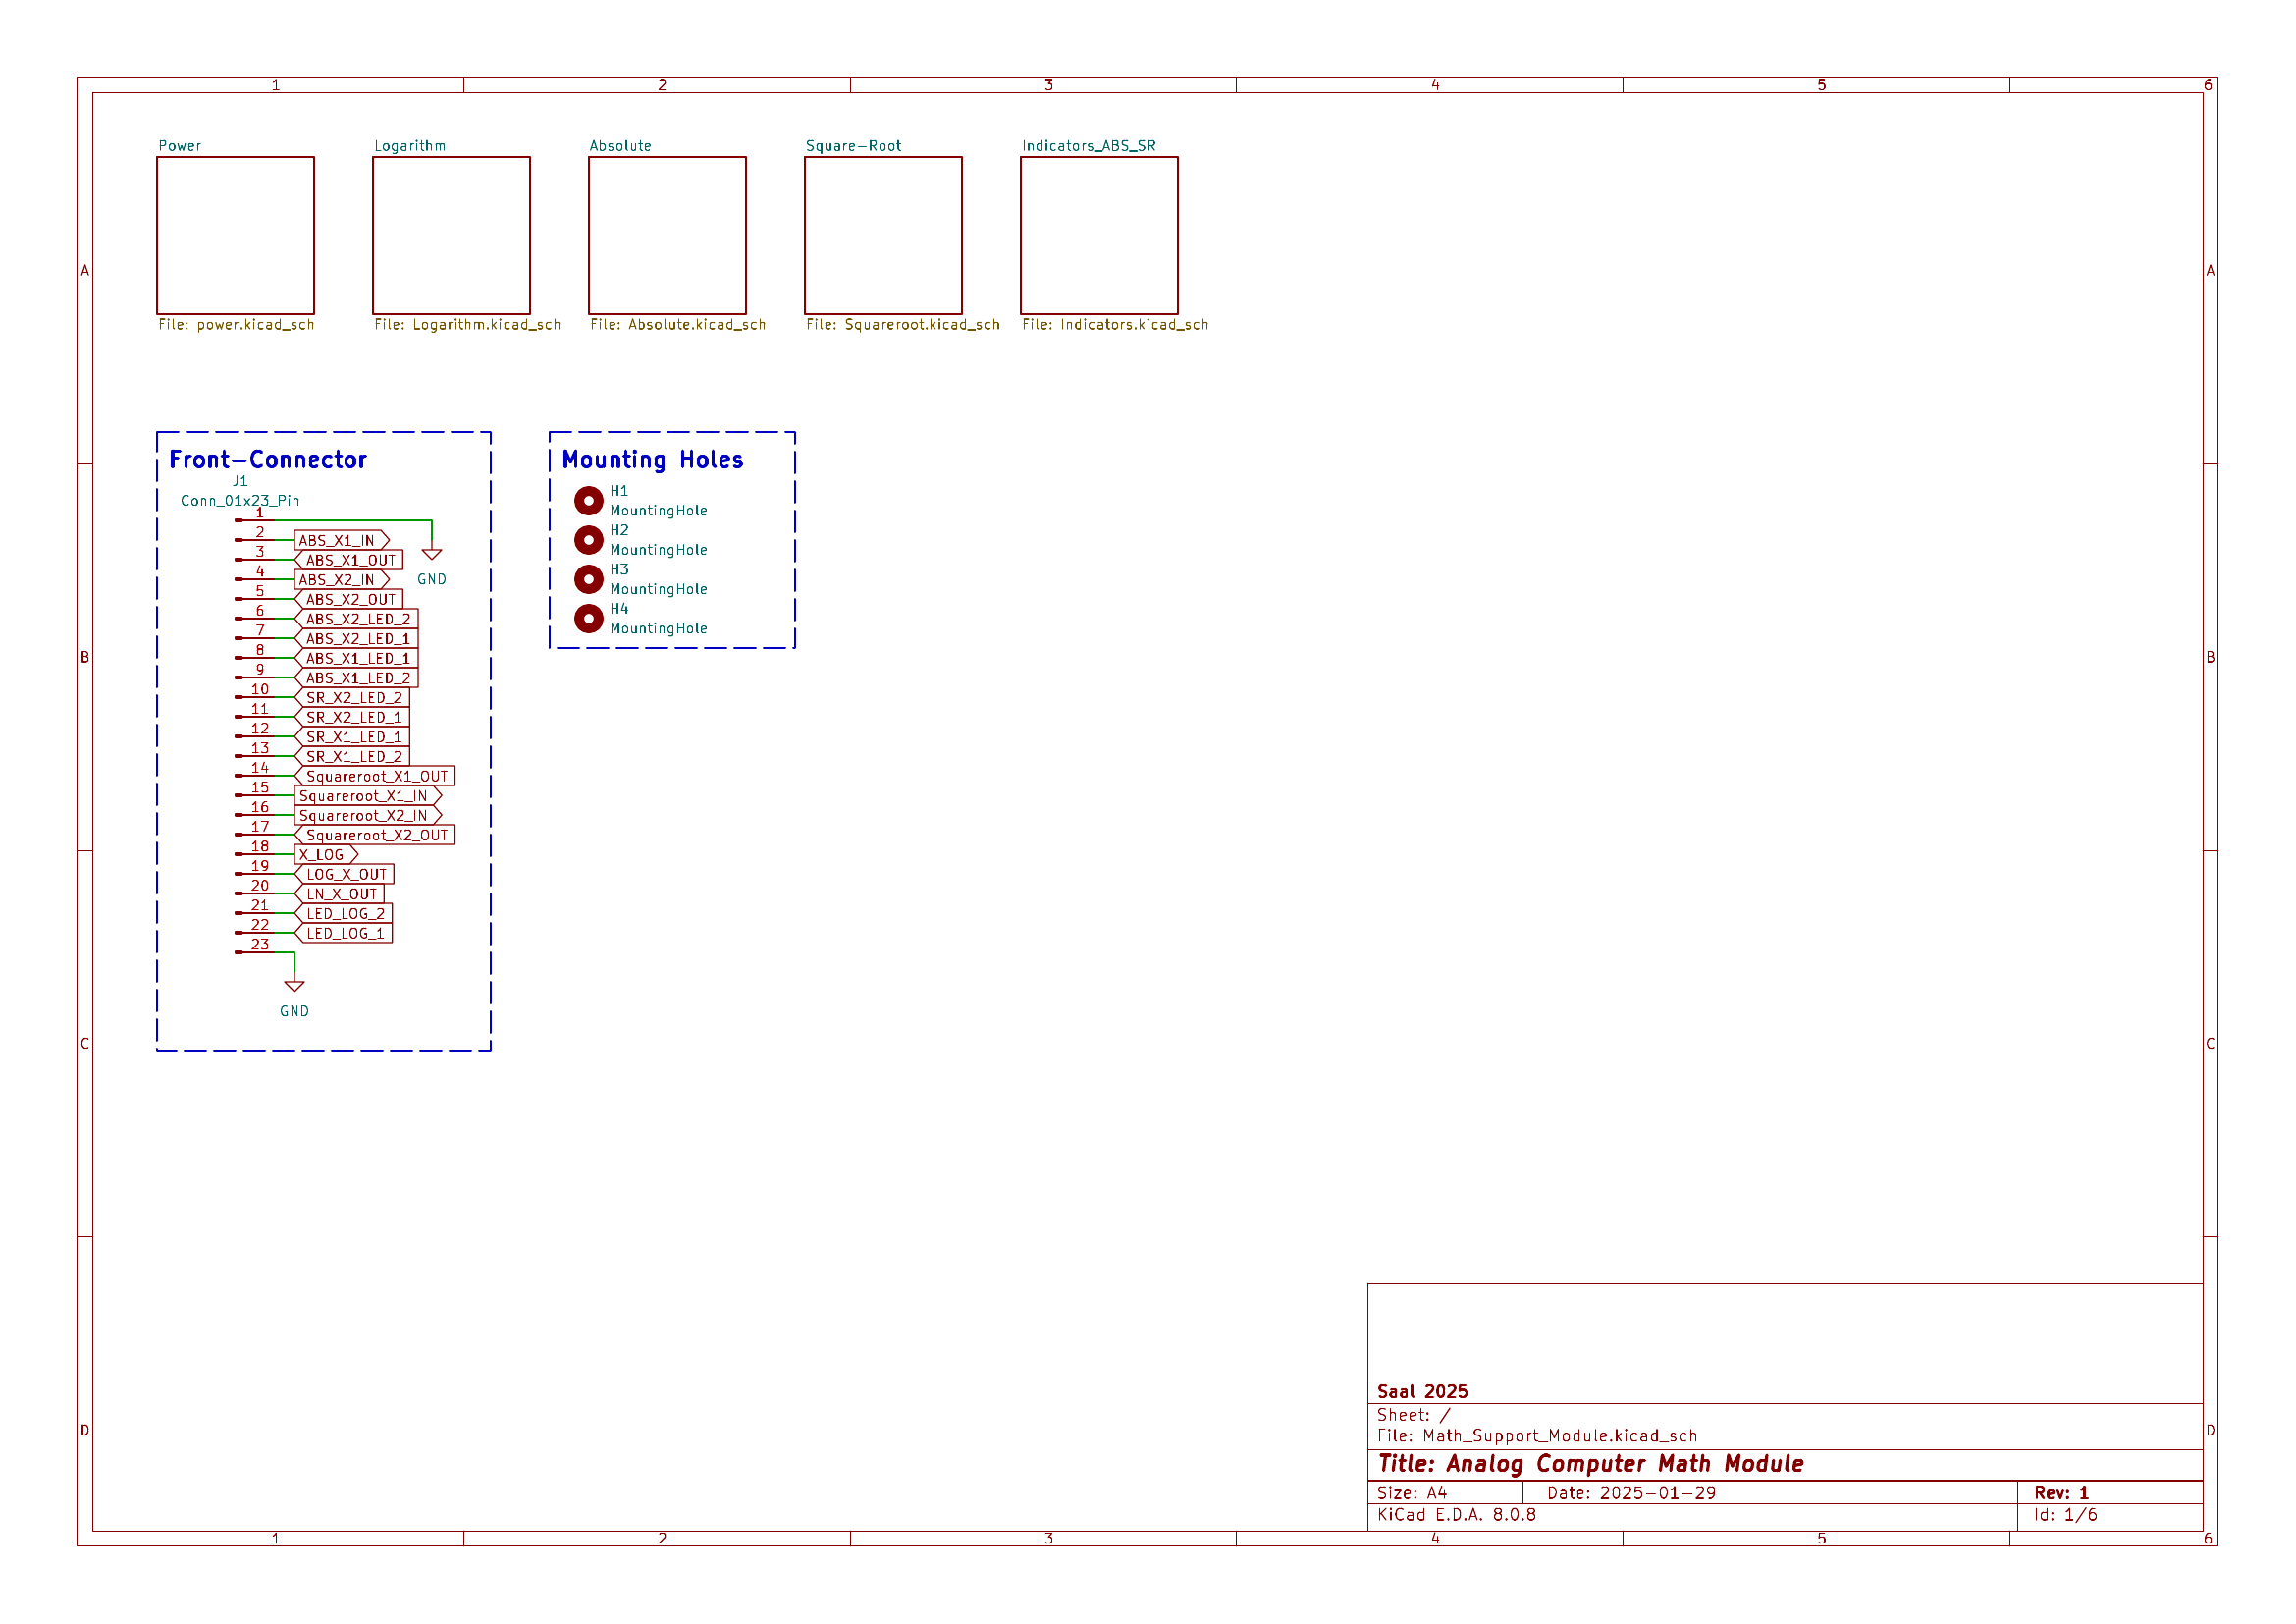 1 2 3 4 5 6
Power Logarithm Absolute Square-Root Indicators_ABS_SR
A A
File: power.kicad_sch File: Logarithm.kicad_sch File: Absolute.kicad_sch File: Squareroot.kicad_sch File: Indicators.kicad_sch
Front-Connector
J1
Conn_01x23_Pin
1
2 ABS_X1_IN
3 ABS_X1_OUT
4 ABS_X2_IN
GND
5 ABS_X2_OUT
6 ABS_X2_LED_2
7 ABS_X2_LED_1
8 ABS_X1_LED_1
9 ABS_X1_LED_2
10 SR_X2_LED_2
11 SR_X2_LED_1
12 SR_X1_LED_1
13 SR_X1_LED_2
14 Squareroot_X1_OUT
15 Squareroot_X1_IN
16 Squareroot_X2_IN
17 Squareroot_X2_OUT
18 X_LOG
19 LOG_X_OUT
20 LN_X_OUT
21 LED_LOG_2
22 LED_LOG_1
23
GND
Mounting Holes
H1
MountingHole
H2
MountingHole
H3
MountingHole
H4
MountingHole
B B
C C
D D
Saal 2025
Sheet: /
File: Math_Support_Module.kicad_sch
Title: Analog Computer Math Module
Size: A4 Date: 2025-01-29 Rev: 1
KiCad E.D.A. 8.0.8 Id: 1/6
1 2 3 4 5 6